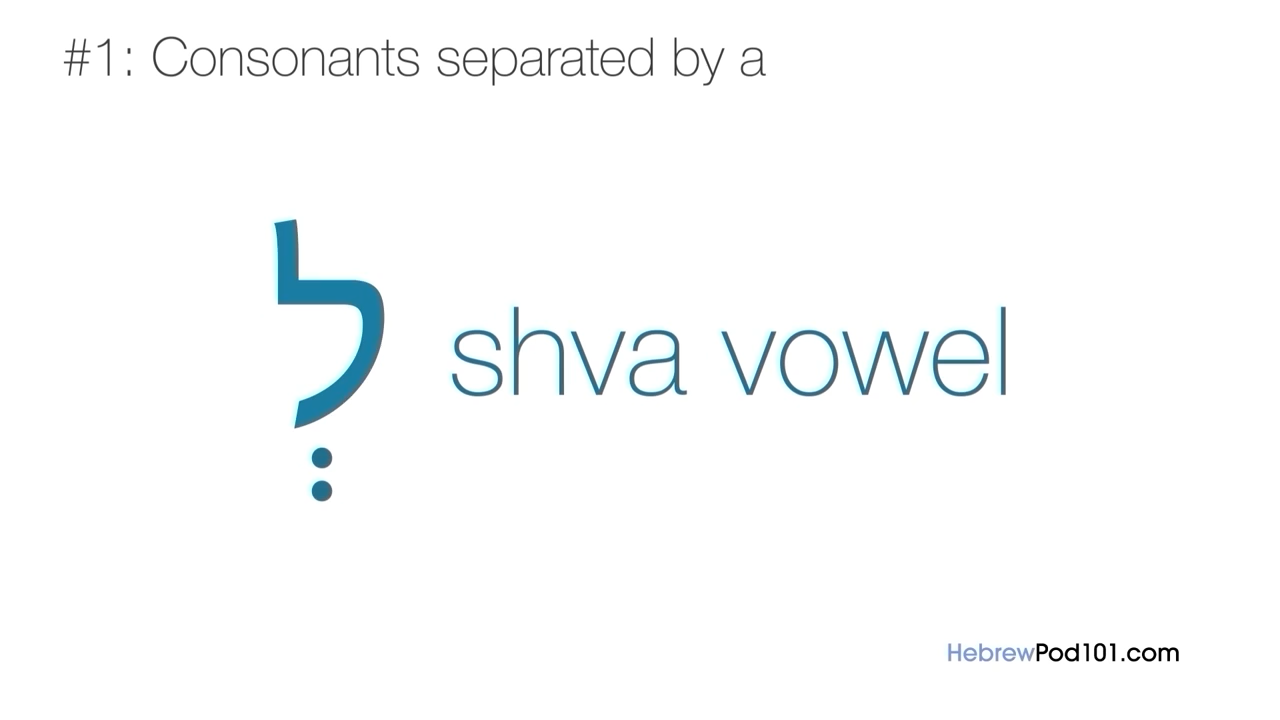 #1: Consonants separated by a
לְ shva vowel
HebrewPod101.com